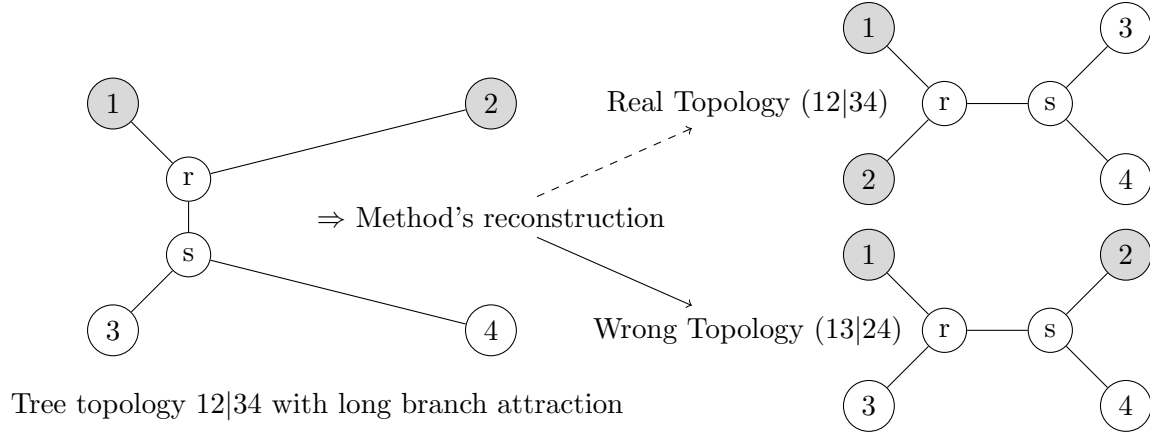 1
2
r
s
3
4
Tree topology 12|34 with long branch attraction
⇒ Method's reconstruction
Real Topology (12|34)
1
3
r
s
2
4
Wrong Topology (13|24)
1
2
r
s
3
4